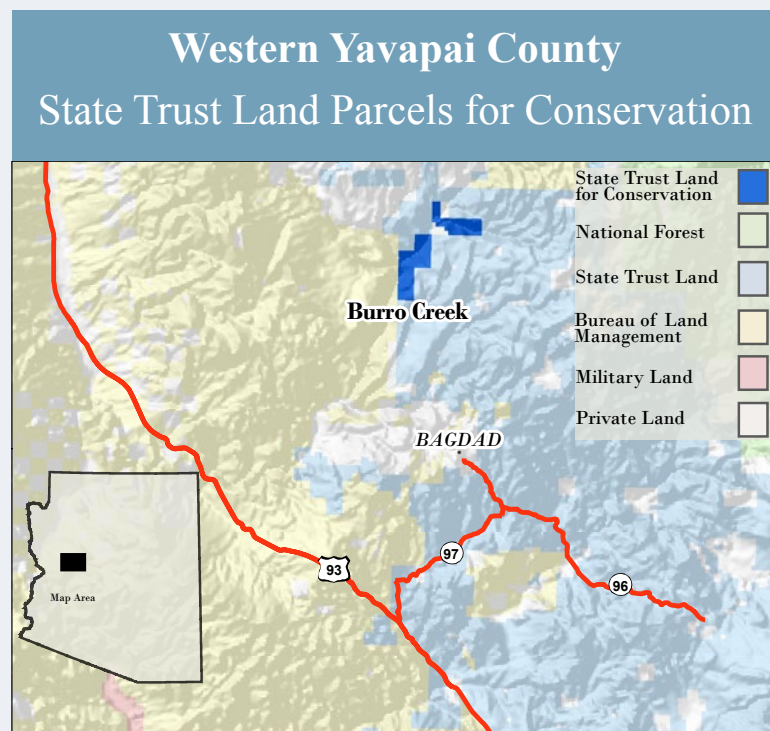 Western Yavapai County
State Trust Land Parcels for Conservation
State Trust Land
for Conservation
National Forest
State Trust Land
Bureau of Land
Management
Military Land
Private Land
Burro Creek
BAGDAD
97
93
96
Map Area